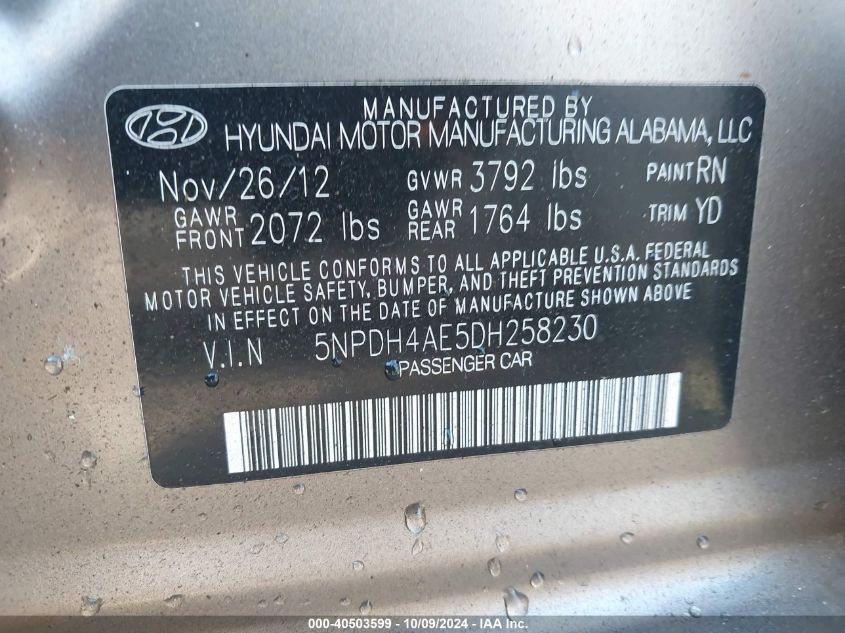 MANUFACTURED BY
HYUNDAI MOTOR MANUFACTURING ALABAMA, LLC
Nov/26/12 GVWR 3792 lbs PAINT RN
GAWR FRONT 2072 lbs GAWR REAR 1764 lbs TRIM YD
THIS VEHICLE CONFORMS TO ALL APPLICABLE U.S.A. FEDERAL
MOTOR VEHICLE SAFETY, BUMPER, AND THEFT PREVENTION STANDARDS
IN EFFECT ON THE DATE OF MANUFACTURE SHOWN ABOVE
V.I.N 5NPDH4AE5DH258230
PASSENGER CAR
000-40503599 - 10/09/2024 - IAA Inc.